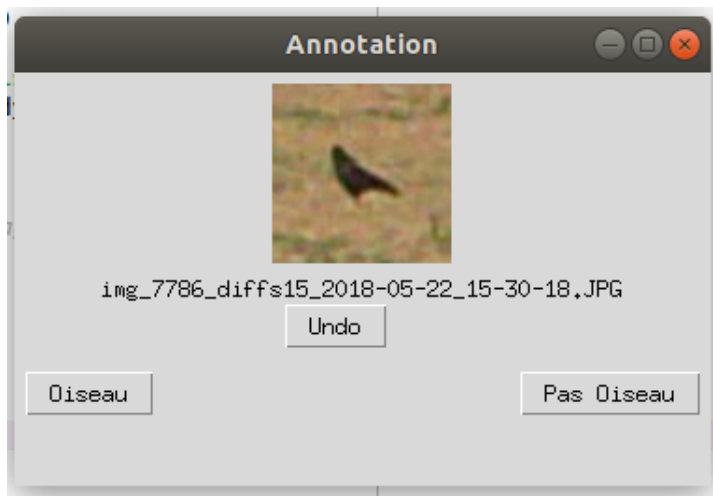 Annotation
img_7786_diffs15_2018-05-22_15-30-18.JPG
Undo
Oiseau
Pas Oiseau